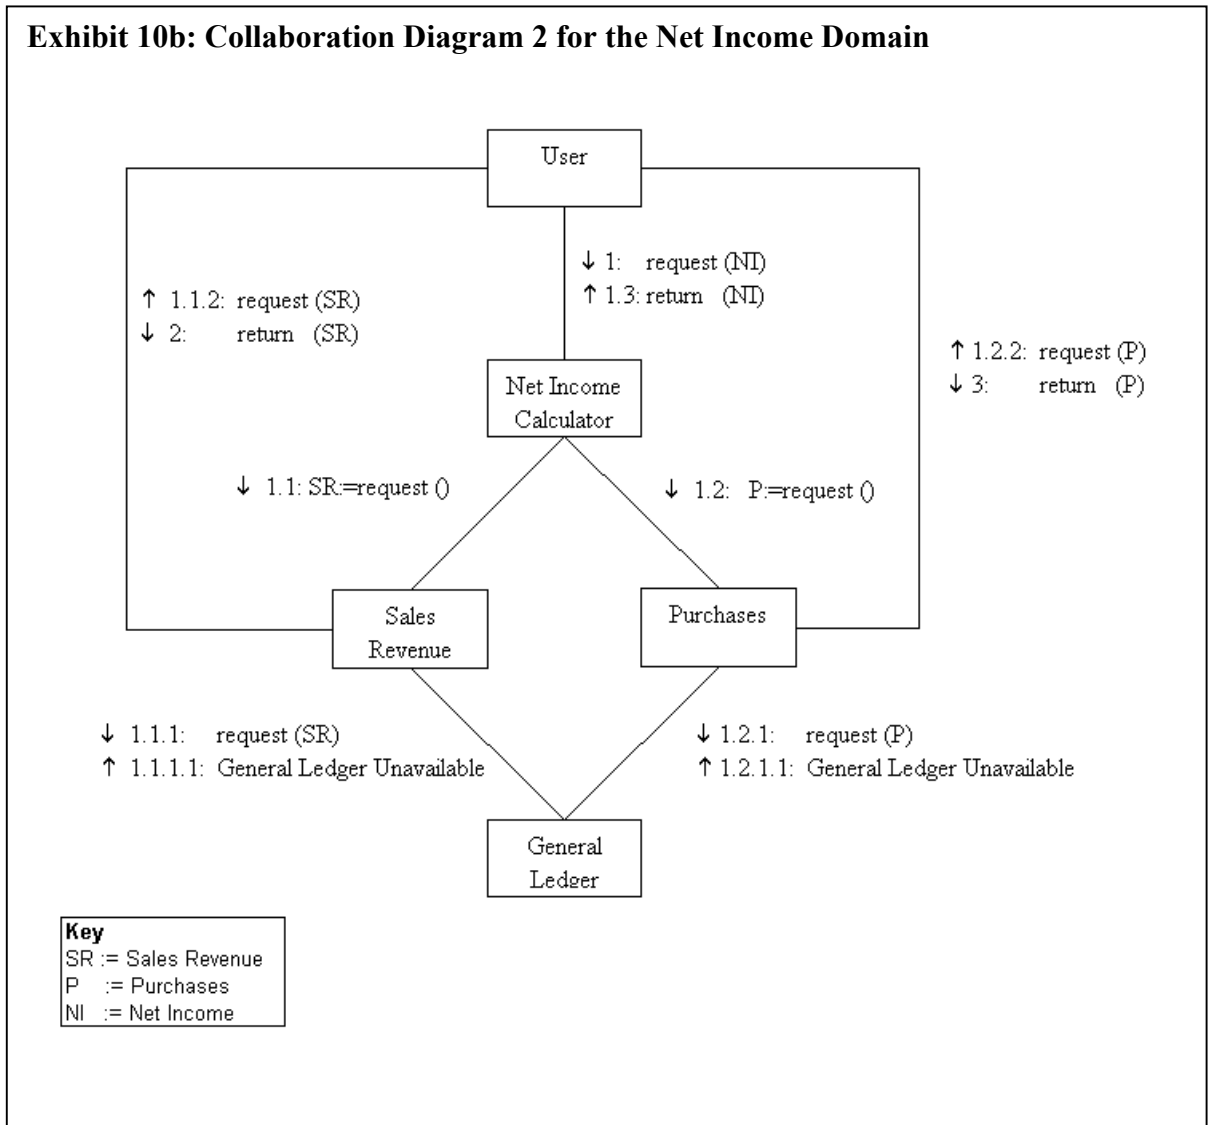 Exhibit 10b: Collaboration Diagram 2 for the Net Income Domain
User
↓ 1: request (NI)
↑ 1.3: return (NI)
↑ 1.1.2: request (SR)
↓ 2: return (SR)
↑ 1.2.2: request (P)
↓ 3: return (P)
Net Income
Calculator
↓ 1.1: SR:=request ()
↓ 1.2: P:=request ()
Sales
Revenue
Purchases
↓ 1.1.1: request (SR)
↑ 1.1.1.1: General Ledger Unavailable
↓ 1.2.1: request (P)
↑ 1.2.1.1: General Ledger Unavailable
General
Ledger
Key
SR := Sales Revenue
P := Purchases
NI := Net Income